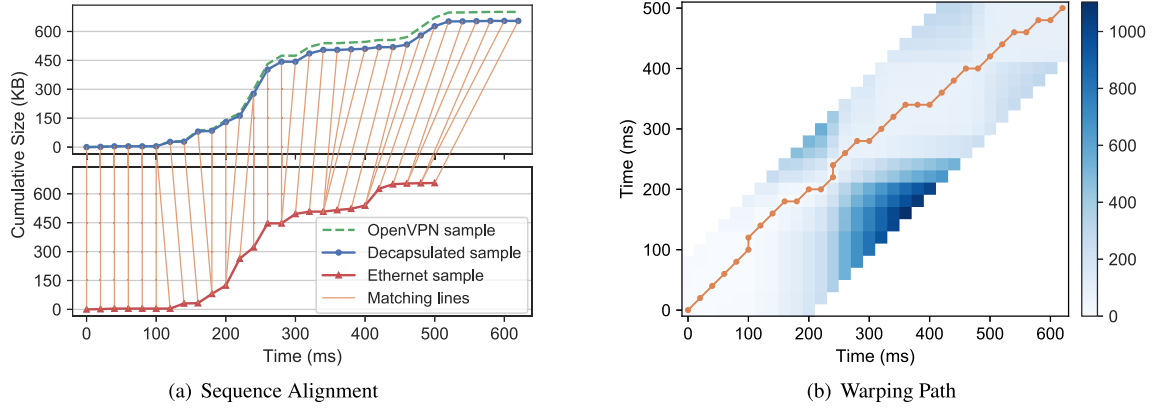 600
450
300
150
0
600
450
300
150
0
Cumulative Size (KB)
OpenVPN sample
Decapsulated sample
Ethernet sample
Matching lines
0 100 200 300 400 500 600
Time (ms)
(a) Sequence Alignment
500
400
300
200
100
0
Time (ms)
0 100 200 300 400 500 600
Time (ms)
1000
800
600
400
200
0
(b) Warping Path